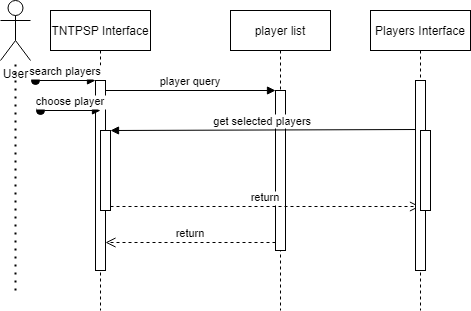 TNTPSP Interface
player list
Players Interface
User
search players
player query
choose player
get selected players
return
return